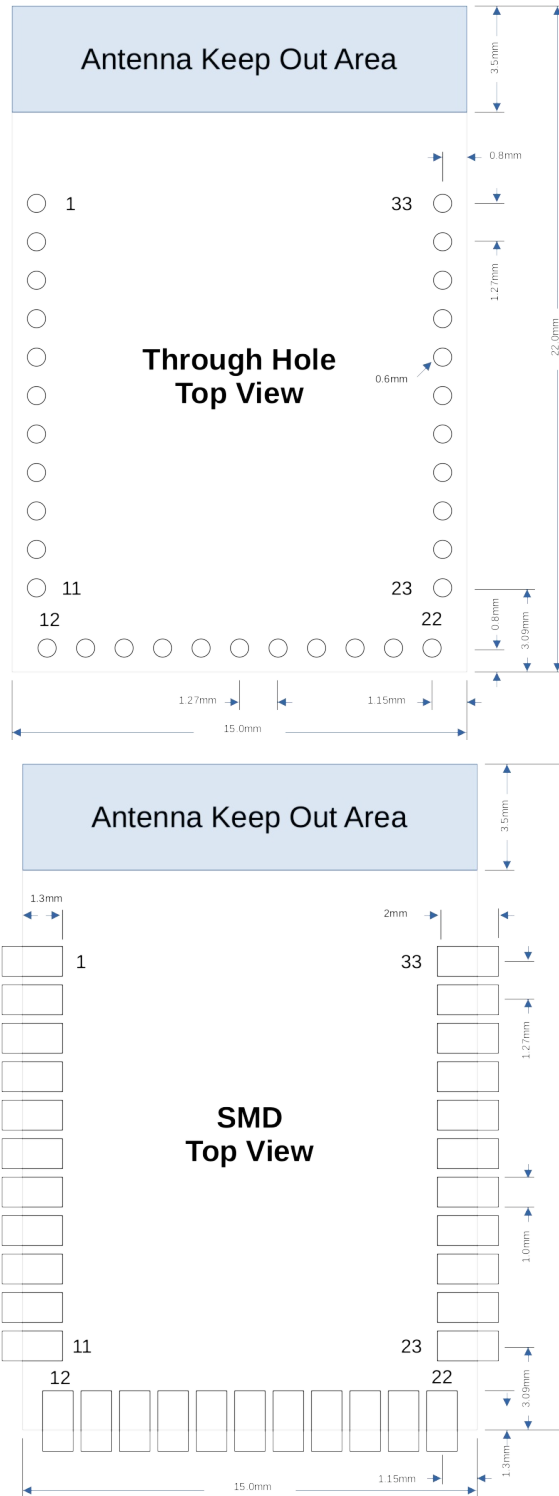 Antenna Keep Out Area
3.5mm
0.8mm
1
33
1.27mm
22.0mm
Through Hole
Top View
0.6mm
11
23
12
22
0.8mm
3.09mm
1.27mm
1.15mm
15.0mm
Antenna Keep Out Area
3.5mm
1.3mm
2mm
1
33
1.27mm
SMD
Top View
1.0mm
11
23
12
22
3.09mm
1.3mm
1.15mm
15.0mm